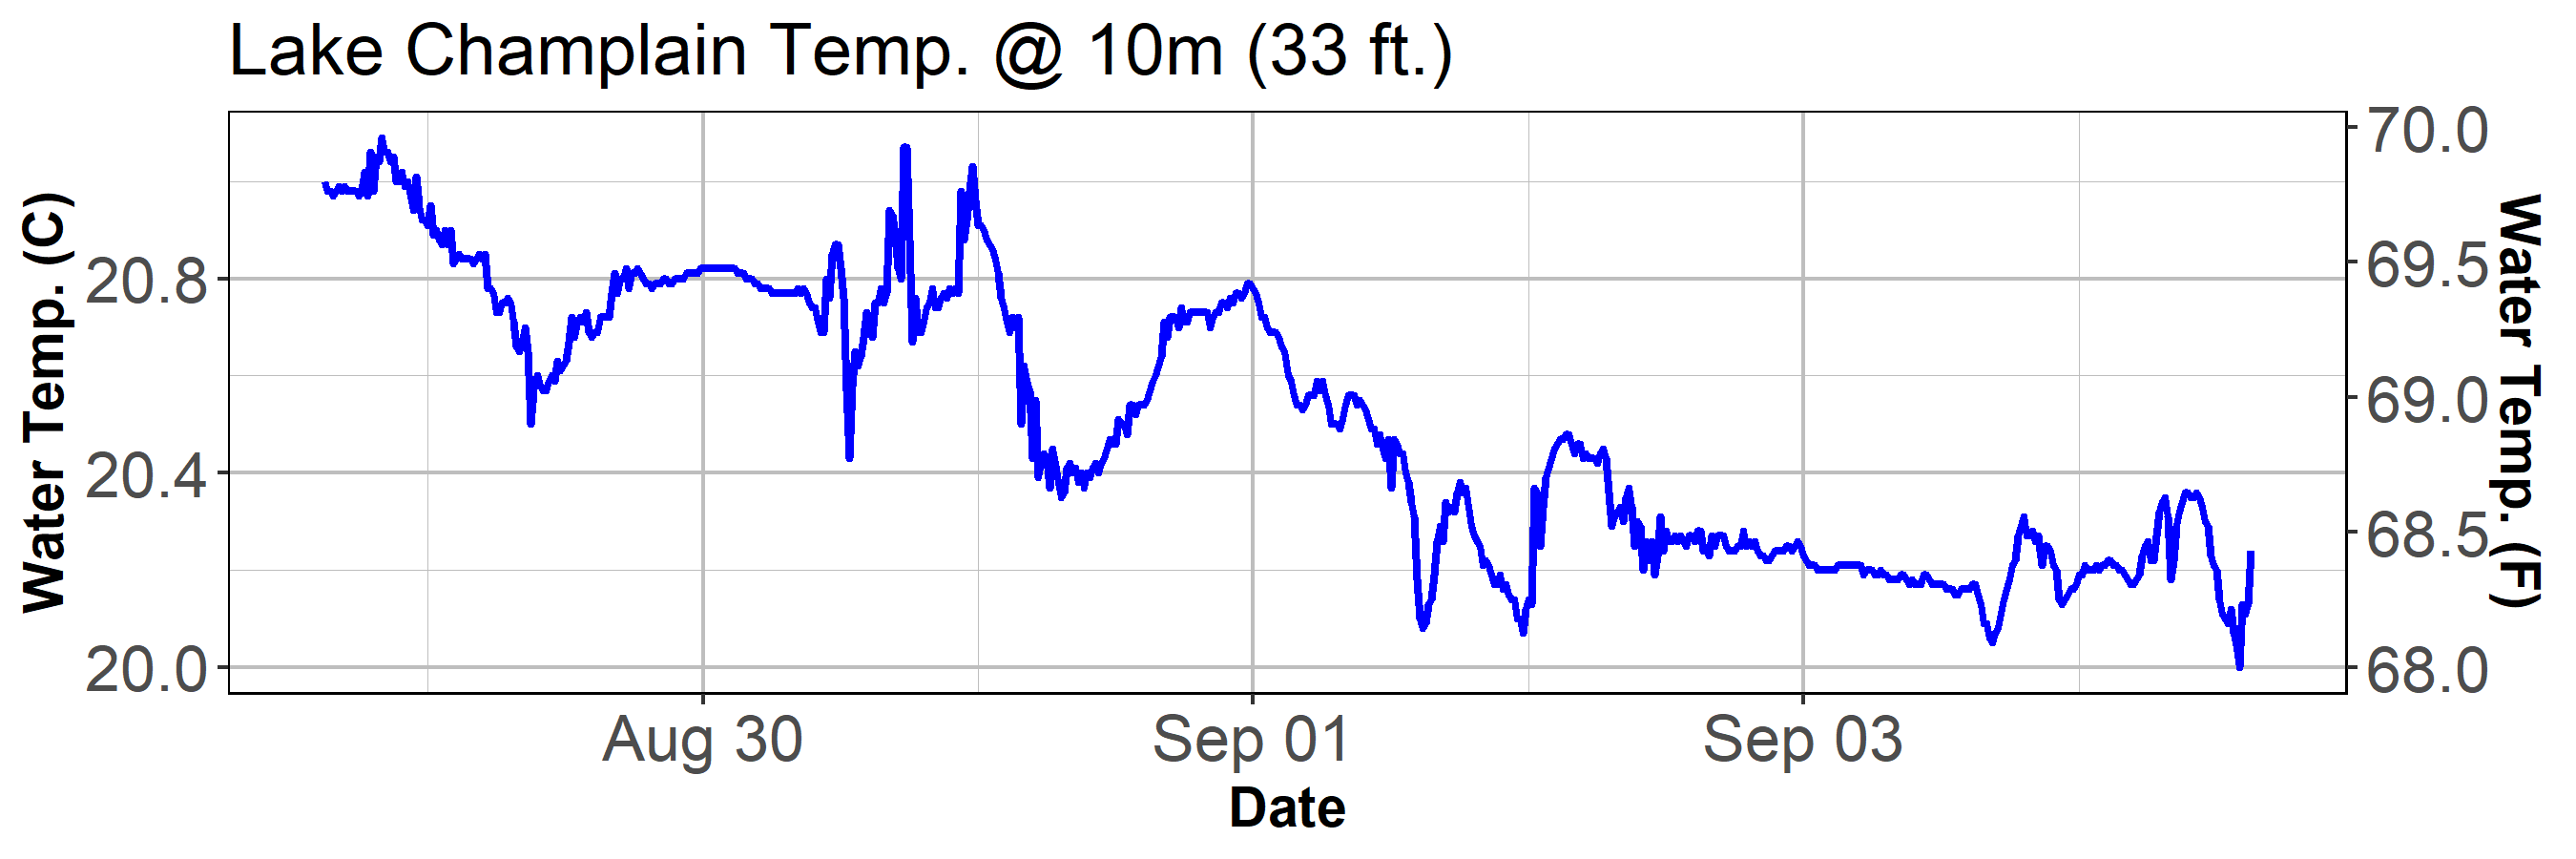 Lake Champlain Temp. @ 10m (33 ft.)
Water Temp. (C)
20.8
20.4
20.0
70.0
69.5
69.0
68.5
68.0
Water Temp. (F)
Aug 30
Sep 01
Sep 03
Date